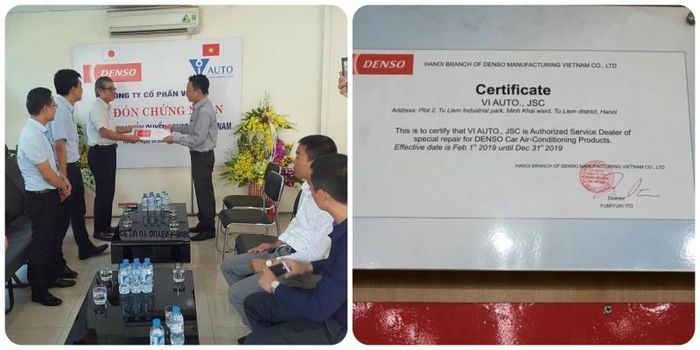 DENSO
AUTO
CÔNG TY CỔ PHẦN
ĐÓN CHỨNG
QUYỀN
NAM
DENSO
HANOI BRANCH OF DENSO MANUFACTURING VIETNAM CO., LTD
Certificate
VI AUTO., JSC
Address: Plot 2, Tu Liem Industrial park, Minh Khai ward, Tu Liem district, Hanoi
This is to certify that VI AUTO., JSC is Authorized Service Dealer of
special repair for DENSO Car Air-Conditioning Products.
Effective date is Feb 1st 2019 until Dec 31st 2019
HANOI BRANCH OF DENSO MANUFACTURING VIETNAM CO., LTD
Director
FUMIYUKI ITO